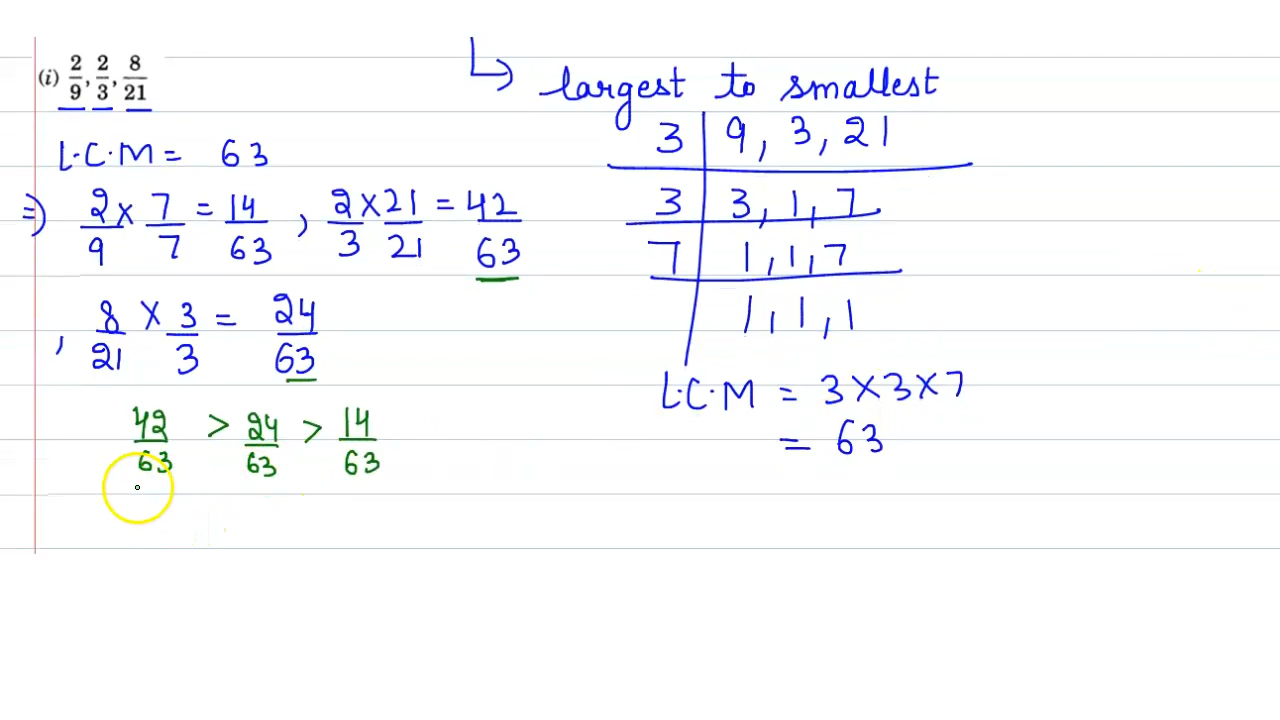 (i) 2/9, 2/3, 8/21
L.C.M = 63
⇒ 2/9 × 7/7 = 14/63, 2/3 × 21/21 = 42/63
, 8/21 × 3/3 = 24/63
42/63 > 24/63 > 14/63
↳ largest to smallest
3 | 9, 3, 21
3 | 3, 1, 7
7 | 1, 1, 7
| 1, 1, 1
L.C.M = 3 × 3 × 7
= 63